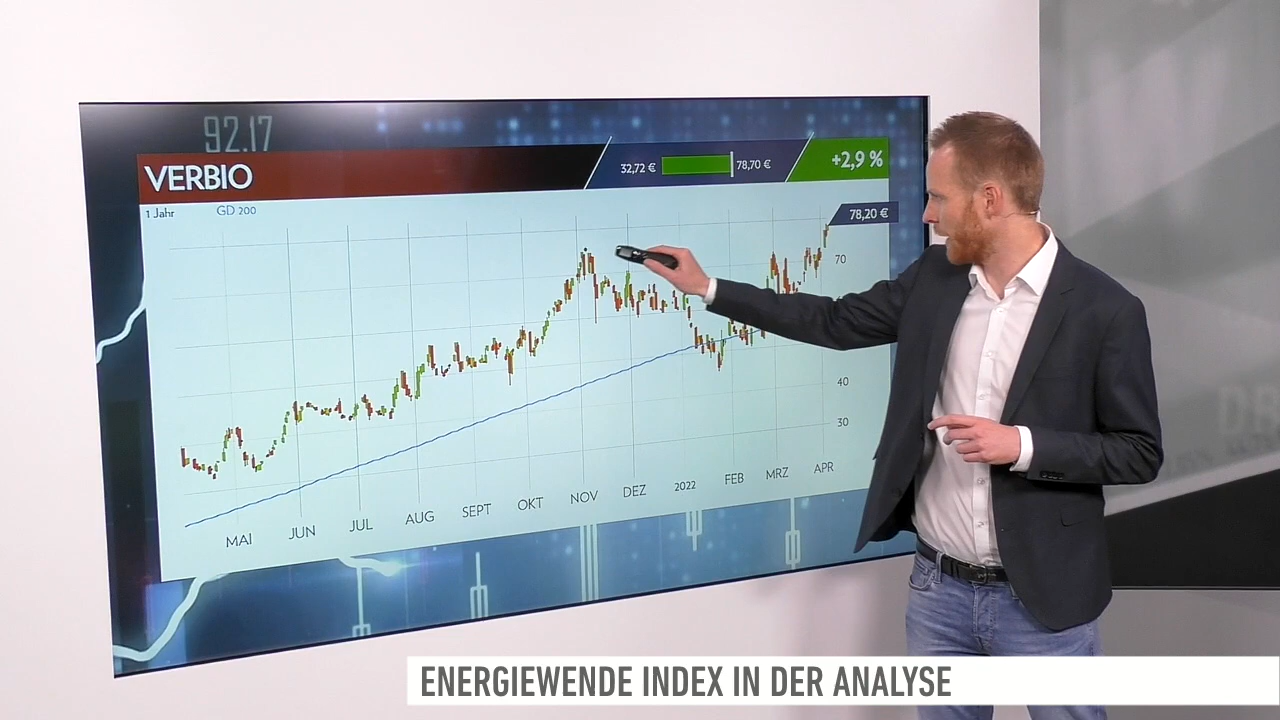 92.17
VERBIO
32,72 €
78,70 €
+2,9 %
1 Jahr
GD 200
78,20 €
70
40
30
MAI
JUN
JUL
AUG
SEPT
OKT
NOV
DEZ
2022
FEB
MRZ
APR
ENERGIEWENDE INDEX IN DER ANALYSE